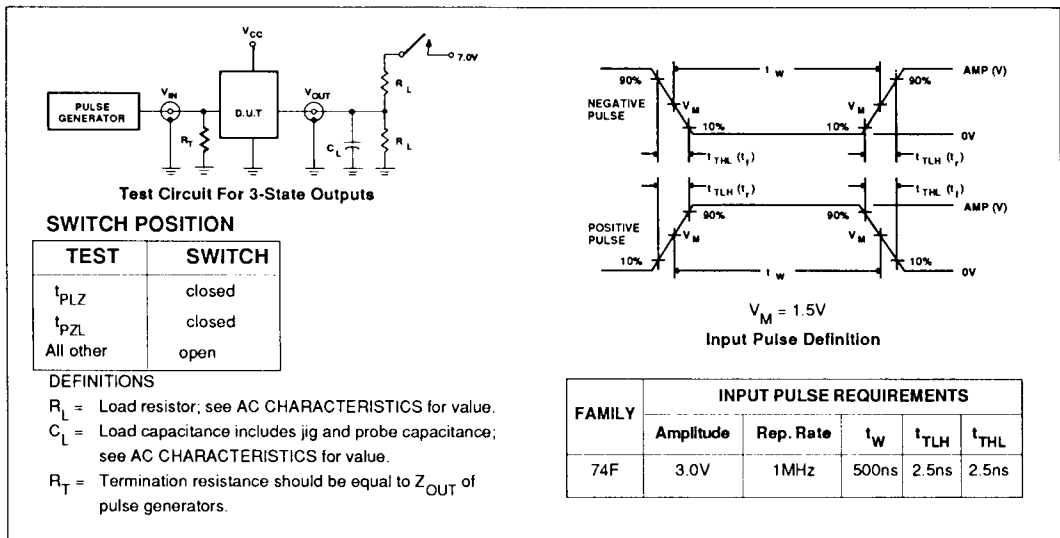 VCC
7.0V
RL
PULSE
GENERATOR
VIN
D.U.T
VOUT
RT
CL
RL
Test Circuit For 3-State Outputs
SWITCH POSITION
TEST SWITCH
tPLZ closed
tPZL closed
All other open
DEFINITIONS
RL = Load resistor; see AC CHARACTERISTICS for value.
CL = Load capacitance includes jig and probe capacitance;
see AC CHARACTERISTICS for value.
RT = Termination resistance should be equal to ZOUT of
pulse generators.
90% tW 90% AMP (V)
NEGATIVE
PULSE
VM VM
10% 10% 0V
tTHL (tf) tTLH (tr)
tTLH (tr) tTHL (tf)
AMP (V)
90% 90%
POSITIVE
PULSE
VM VM
10% tW 10% 0V
VM = 1.5V
Input Pulse Definition
FAMILY INPUT PULSE REQUIREMENTS
Amplitude Rep. Rate tW tTLH tTHL
74F 3.0V 1MHz 500ns 2.5ns 2.5ns